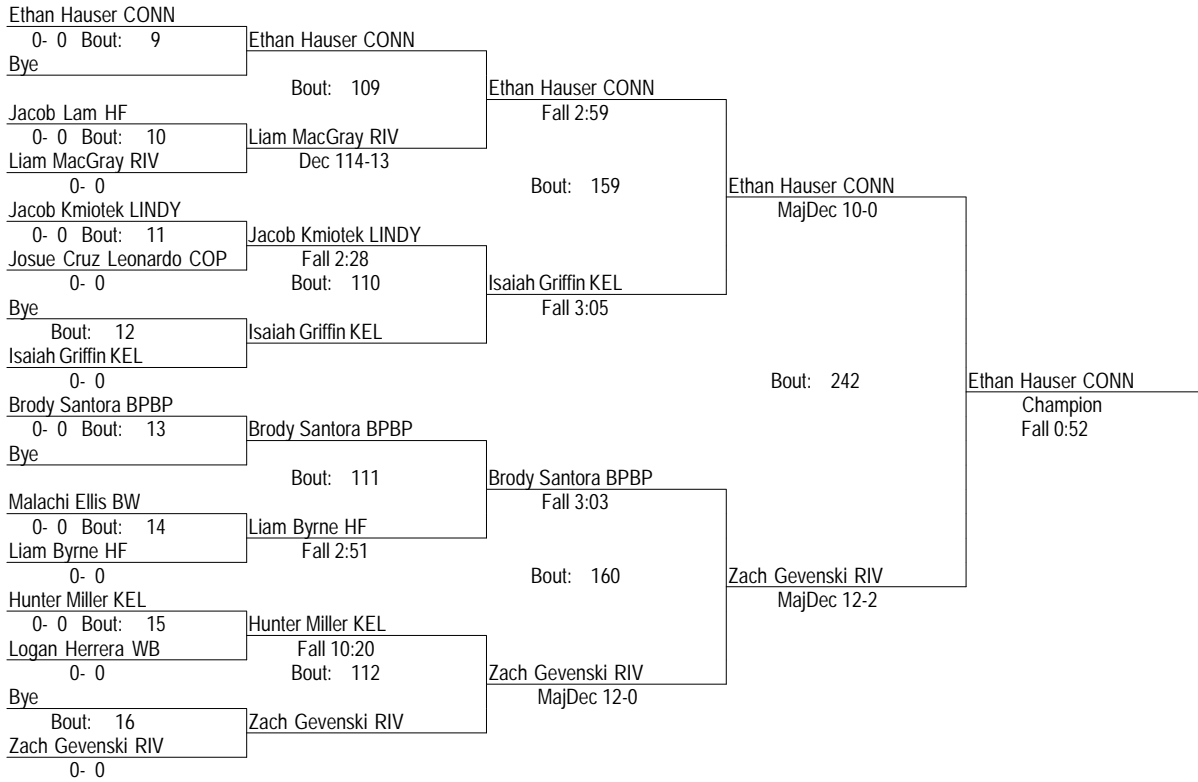 Ethan Hauser CONN
0- 0 Bout: 9
Bye
Jacob Lam HF
0- 0 Bout: 10
Liam MacGray RIV
0- 0
Jacob Kmiotek LINDY
0- 0 Bout: 11
Josue Cruz Leonardo COP
0- 0
Bye
Bout: 12
Isaiah Griffin KEL
0- 0
Brody Santora BPBP
0- 0 Bout: 13
Bye
Malachi Ellis BW
0- 0 Bout: 14
Liam Byrne HF
0- 0
Hunter Miller KEL
0- 0 Bout: 15
Logan Herrera WB
0- 0
Bye
Bout: 16
Zach Gevenski RIV
0- 0
Ethan Hauser CONN
Bout: 109
Liam MacGray RIV
Dec 114-13
Jacob Kmiotek LINDY
Fall 2:28
Bout: 110
Isaiah Griffin KEL
Brody Santora BPBP
Bout: 111
Liam Byrne HF
Fall 2:51
Hunter Miller KEL
Fall 10:20
Bout: 112
Zach Gevenski RIV
Ethan Hauser CONN
Fall 2:59
Bout: 159
Isaiah Griffin KEL
Fall 3:05
Brody Santora BPBP
Fall 3:03
Bout: 160
Zach Gevenski RIV
MajDec 12-0
Ethan Hauser CONN
MajDec 10-0
Bout: 242
Zach Gevenski RIV
MajDec 12-2
Ethan Hauser CONN
Champion
Fall 0:52